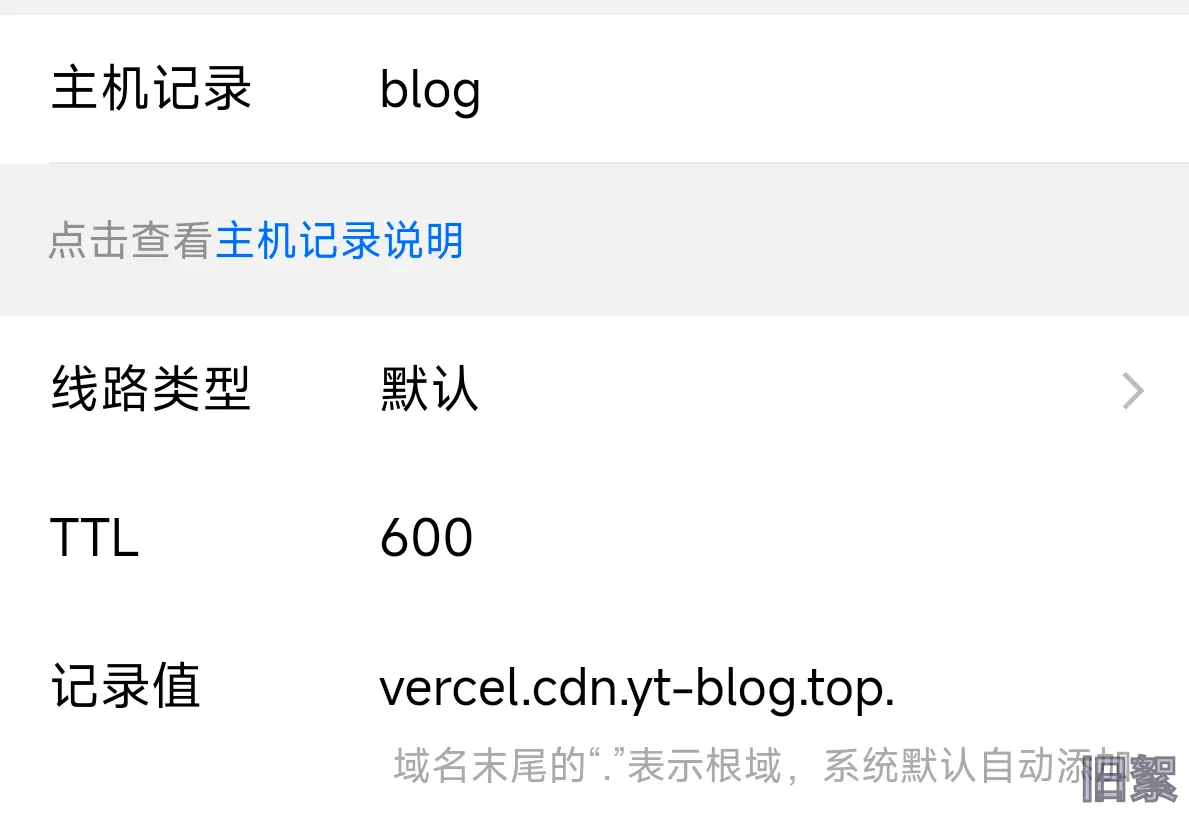 主机记录 blog
点击查看主机记录说明
线路类型 默认
TTL 600
记录值 vercel.cdn.yt-blog.top.
域名末尾的“.”表示根域，系统默认自动添加
旧絮